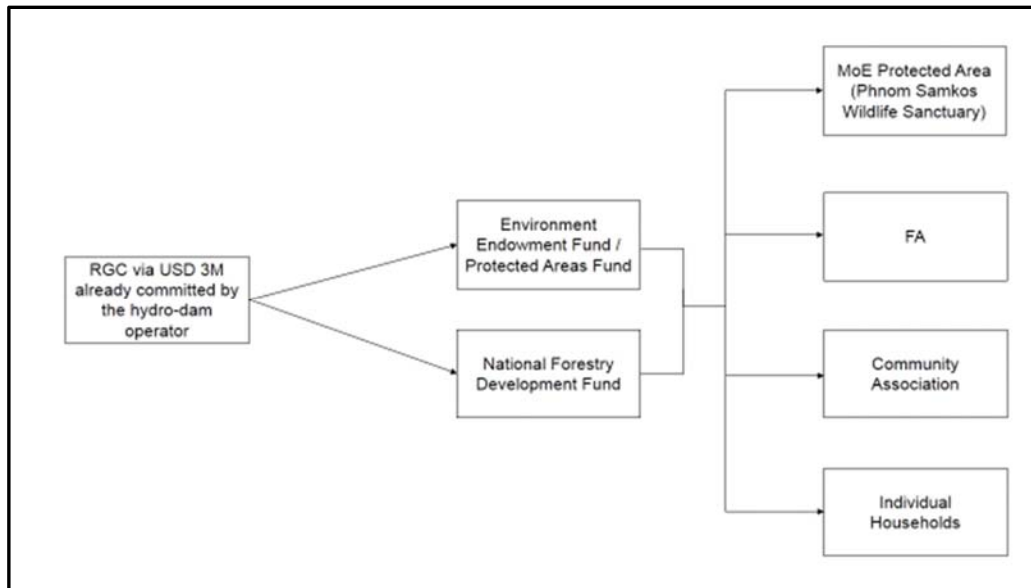 RGC via USD 3M
already committed by
the hydro-dam
operator
Environment
Endowment Fund /
Protected Areas Fund
National Forestry
Development Fund
MoE Protected Area
(Phnom Samkos
Wildlife Sanctuary)
FA
Community
Association
Individual
Households